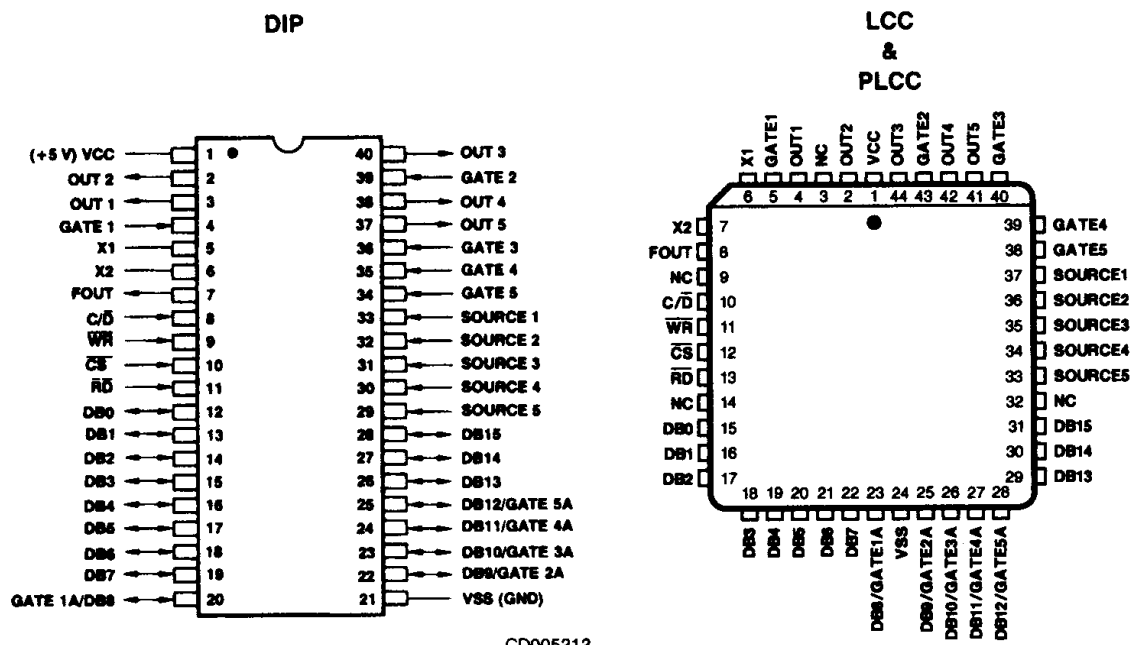 DIP
(+5 V) VCC 1 40 OUT 3
OUT 2 2 39 GATE 2
OUT 1 3 38 OUT 4
GATE 1 4 37 OUT 5
X1 5 36 GATE 3
X2 6 35 GATE 4
FOUT 7 34 GATE 5
C/D̅ 8 33 SOURCE 1
W̅R̅ 9 32 SOURCE 2
C̅S̅ 10 31 SOURCE 3
R̅D̅ 11 30 SOURCE 4
DB0 12 29 SOURCE 5
DB1 13 28 DB15
DB2 14 27 DB14
DB3 15 26 DB13
DB4 16 25 DB12/GATE 5A
DB5 17 24 DB11/GATE 4A
DB6 18 23 DB10/GATE 3A
DB7 19 22 DB9/GATE 2A
GATE 1A/DB8 20 21 VSS (GND)
LCC
&
PLCC
X1 GATE1 OUT1 NC OUT2 VCC OUT3 GATE2 OUT4 OUT5 GATE3
6 5 4 3 2 1 44 43 42 41 40
X2 7 39 GATE4
FOUT 8 38 GATE5
NC 9 37 SOURCE1
C/D̅ 10 36 SOURCE2
W̅R̅ 11 35 SOURCE3
C̅S̅ 12 34 SOURCE4
R̅D̅ 13 33 SOURCE5
NC 14 32 NC
DB0 15 31 DB15
DB1 16 30 DB14
DB2 17 29 DB13
18 19 20 21 22 23 24 25 26 27 28
DB3 DB4 DB5 DB6 DB7 DB8/GATE1A VSS DB9/GATE2A DB10/GATE3A DB11/GATE4A DB12/GATE5A